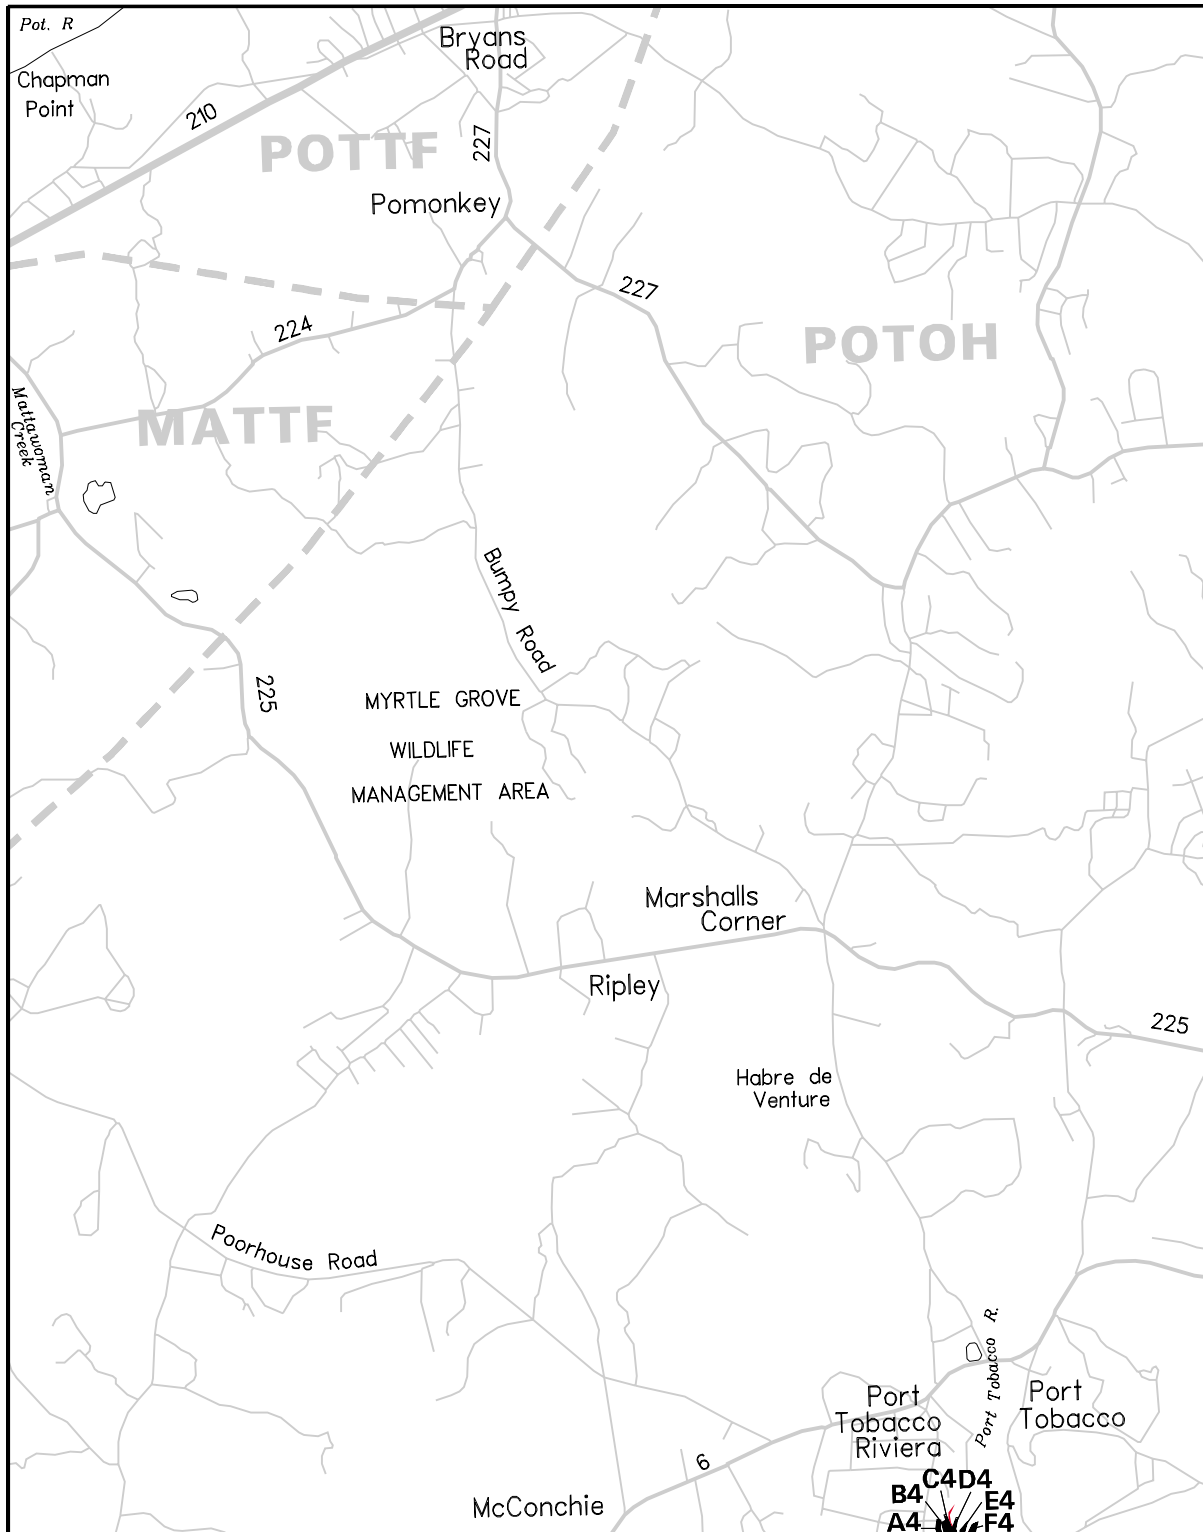 Pot. R
Bryans
Road
Chapman
Point
210
POTTF
227
Pomonkey
227
224
POTOH
Mattawoman
Creek
MATTF
Bumpy Road
225
MYRTLE GROVE
WILDLIFE
MANAGEMENT AREA
Marshalls
Corner
Ripley
225
Habre de
Venture
Poorhouse Road
Port Tobacco R.
Port
Tobacco
Riviera
Port
Tobacco
6
McConchie
C4 D4
B4 E4
A4 F4